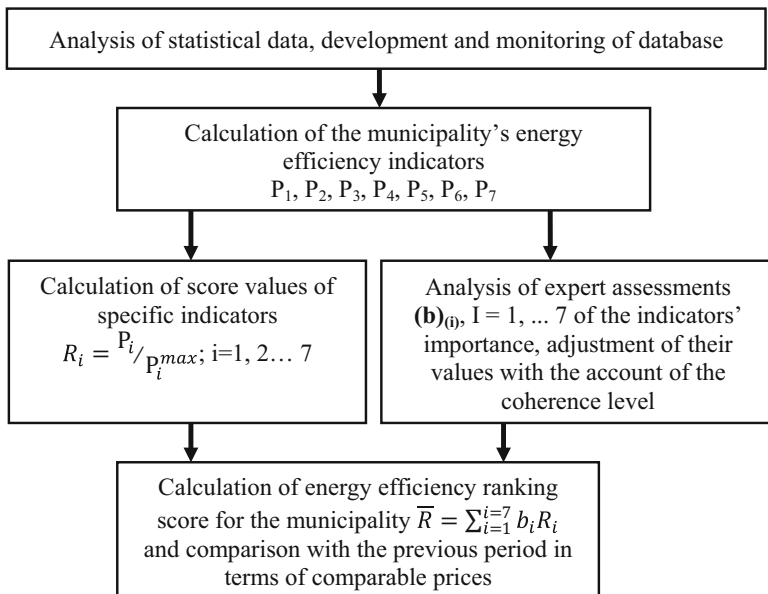 Analysis of statistical data, development and monitoring of database
Calculation of the municipality’s energy
efficiency indicators
P₁, P₂, P₃, P₄, P₅, P₆, P₇
Calculation of score values of
specific indicators
Rᵢ = Pᵢ/Pᵢᵐᵃˣ; i=1, 2… 7
Analysis of expert assessments
(b)₍ᵢ₎, I = 1, ... 7 of the indicators’
importance, adjustment of their
values with the account of the
coherence level
Calculation of energy efficiency ranking
score for the municipality R̅ = ∑ᵢ₌₁ⁱ⁼⁷ bᵢRᵢ
and comparison with the previous period in
terms of comparable prices